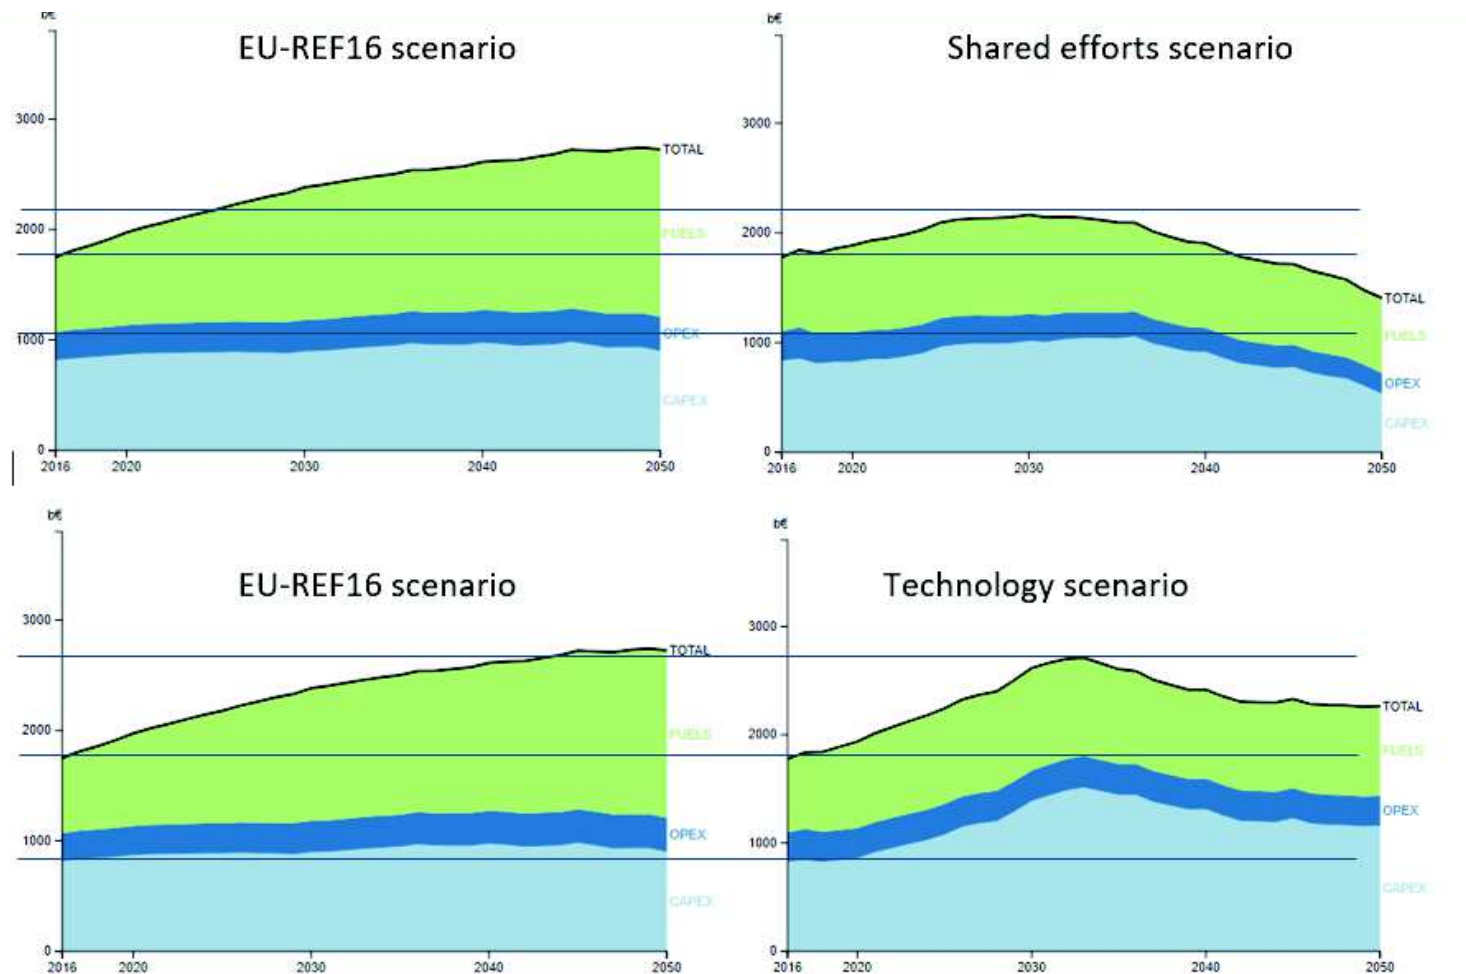 b€
EU-REF16 scenario
3000
2000
1000
0
TOTAL
FUELS
OPEX
CAPEX
2016 2020 2030 2040 2050
b€
Shared efforts scenario
3000
2000
1000
0
TOTAL
FUELS
OPEX
CAPEX
2016 2020 2030 2040 2050
b€
EU-REF16 scenario
3000
2000
1000
0
TOTAL
FUELS
OPEX
CAPEX
2016 2020 2030 2040 2050
b€
Technology scenario
3000
2000
1000
0
TOTAL
FUELS
OPEX
CAPEX
2016 2020 2030 2040 2050